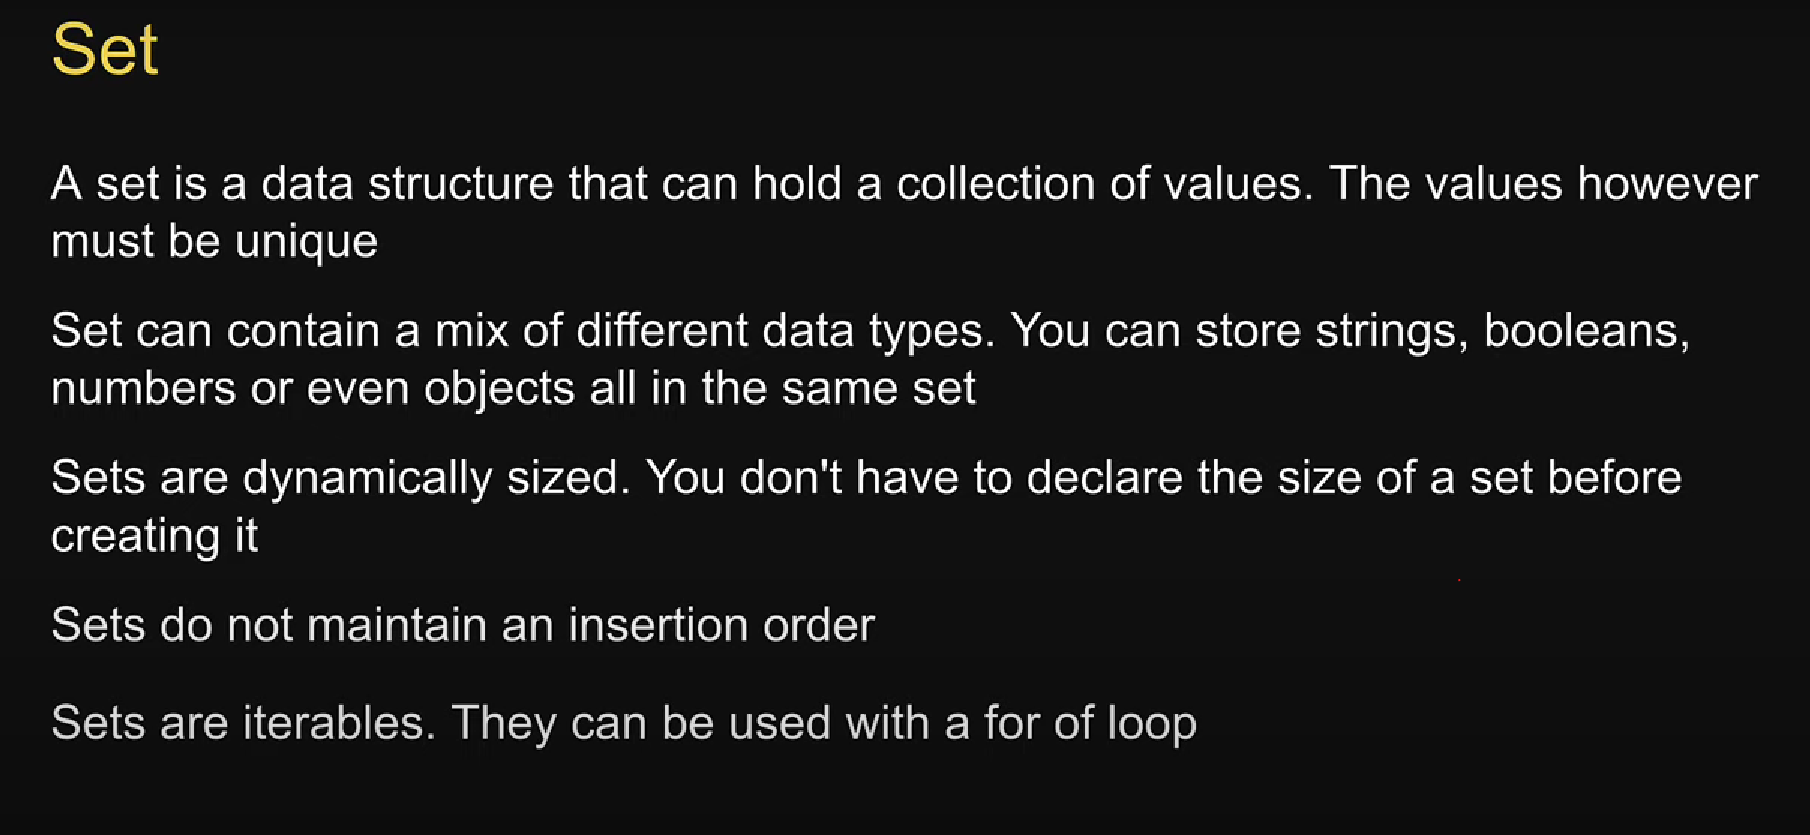 Set
A set is a data structure that can hold a collection of values. The values however
must be unique
Set can contain a mix of different data types. You can store strings, booleans,
numbers or even objects all in the same set
Sets are dynamically sized. You don't have to declare the size of a set before
creating it
Sets do not maintain an insertion order
Sets are iterables. They can be used with a for of loop